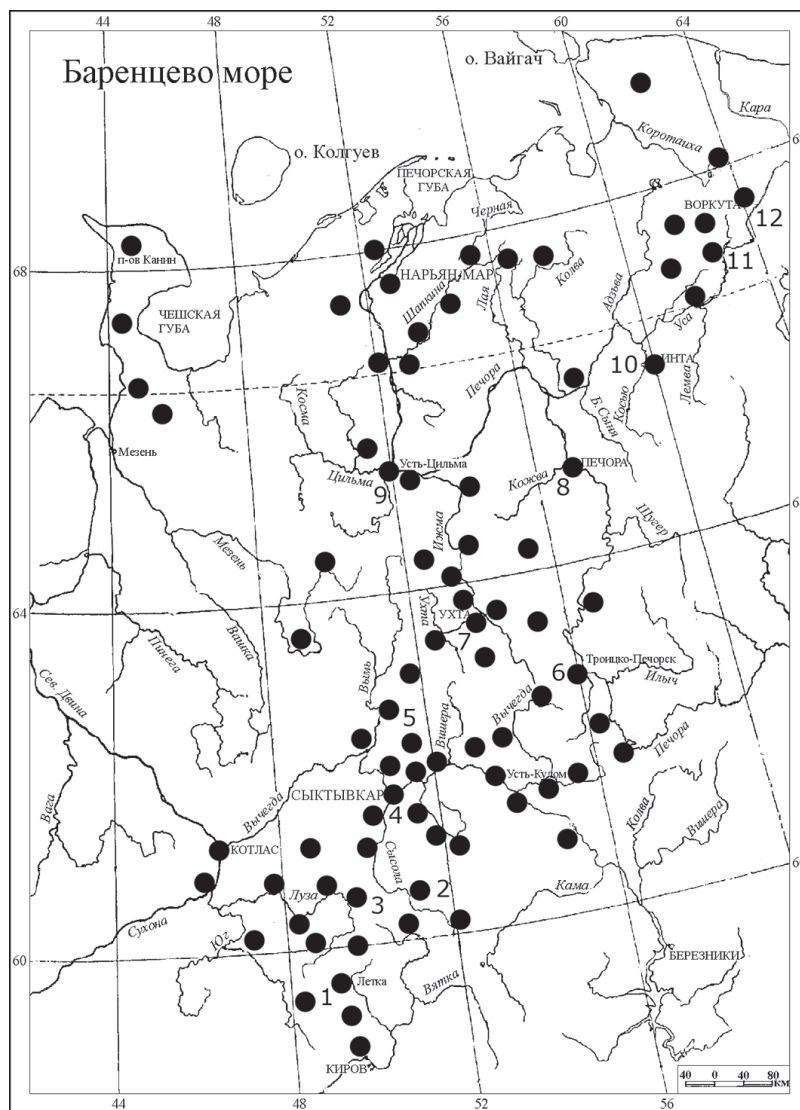 44
48
52
56
60
64
Баренцево море
о. Вайгач
Кара
Коротаиха
68
о. Колгуев
ПЕЧОРСКАЯ
ГУБА
Черная
ВОРКУТА
12
п-ов Канин
68
НАРЬЯН-МАР
Колва
11
ЧЕШСКАЯ
ГУБА
Шапкина
Лая
Адзьва
Уса
10
ИНТА
Печора
Косма
Косью
Лемва
Б.Сыня
Мезень
Усть-Цильма
Цильма
9
ПЕЧОРА
Кожва
8
Ижма
Щугер
Мезень
64
Ухта
УХТА
7
Пинега
Вашка
Вымь
6
Троицко-Печорск
Илыч
Сев. Двина
5
Вишера
Вычегда
Печора
Усть-Кулом
СЫКТЫВКАР
Вага
Вычегда
4
Колва
Вишера
КОТЛАС
Сысола
2
Кама
Луза
3
Сухона
Юг
60
БЕРЕЗНИКИ
Летка
1
Вятка
КИРОВ
40 0 40 80
км
44
48
52
56